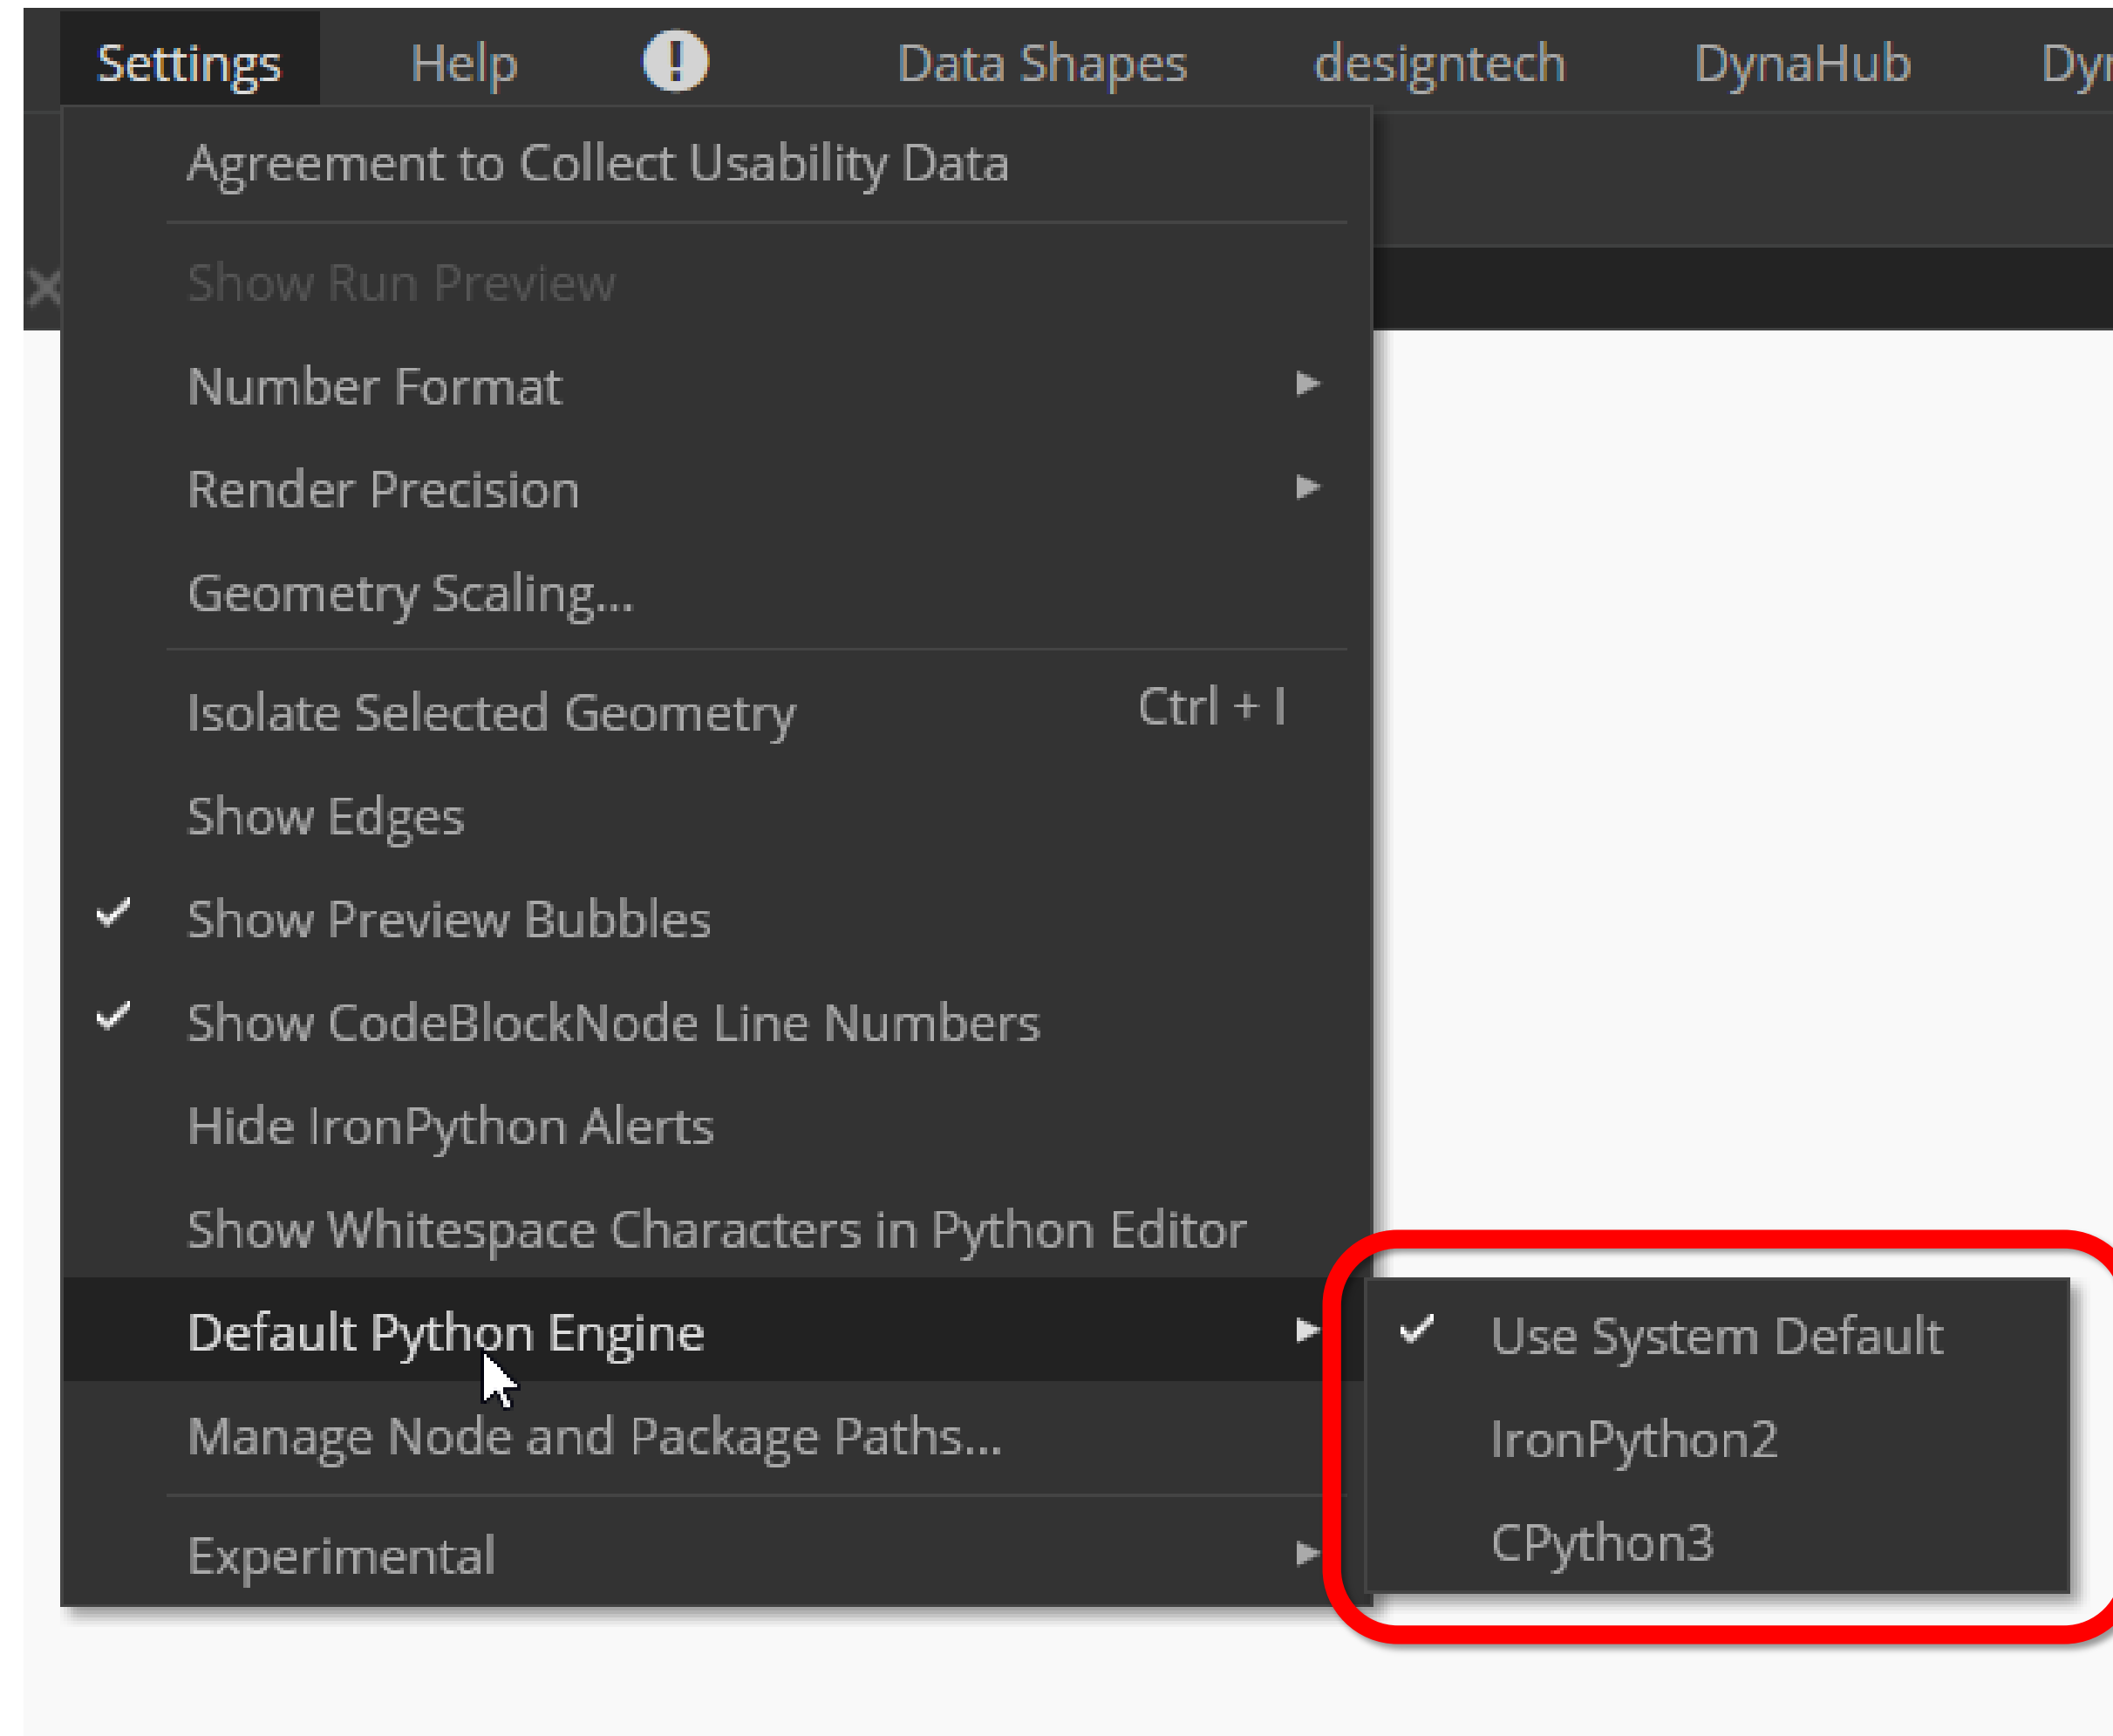 Settings Help ! Data Shapes designtech DynaHub
Agreement to Collect Usability Data
Show Run Preview
Number Format
Render Precision
Geometry Scaling...
Isolate Selected Geometry Ctrl + I
Show Edges
Show Preview Bubbles
Show CodeBlockNode Line Numbers
Hide IronPython Alerts
Show Whitespace Characters in Python Editor
Default Python Engine
Use System Default
IronPython2
CPython3
Manage Node and Package Paths...
Experimental